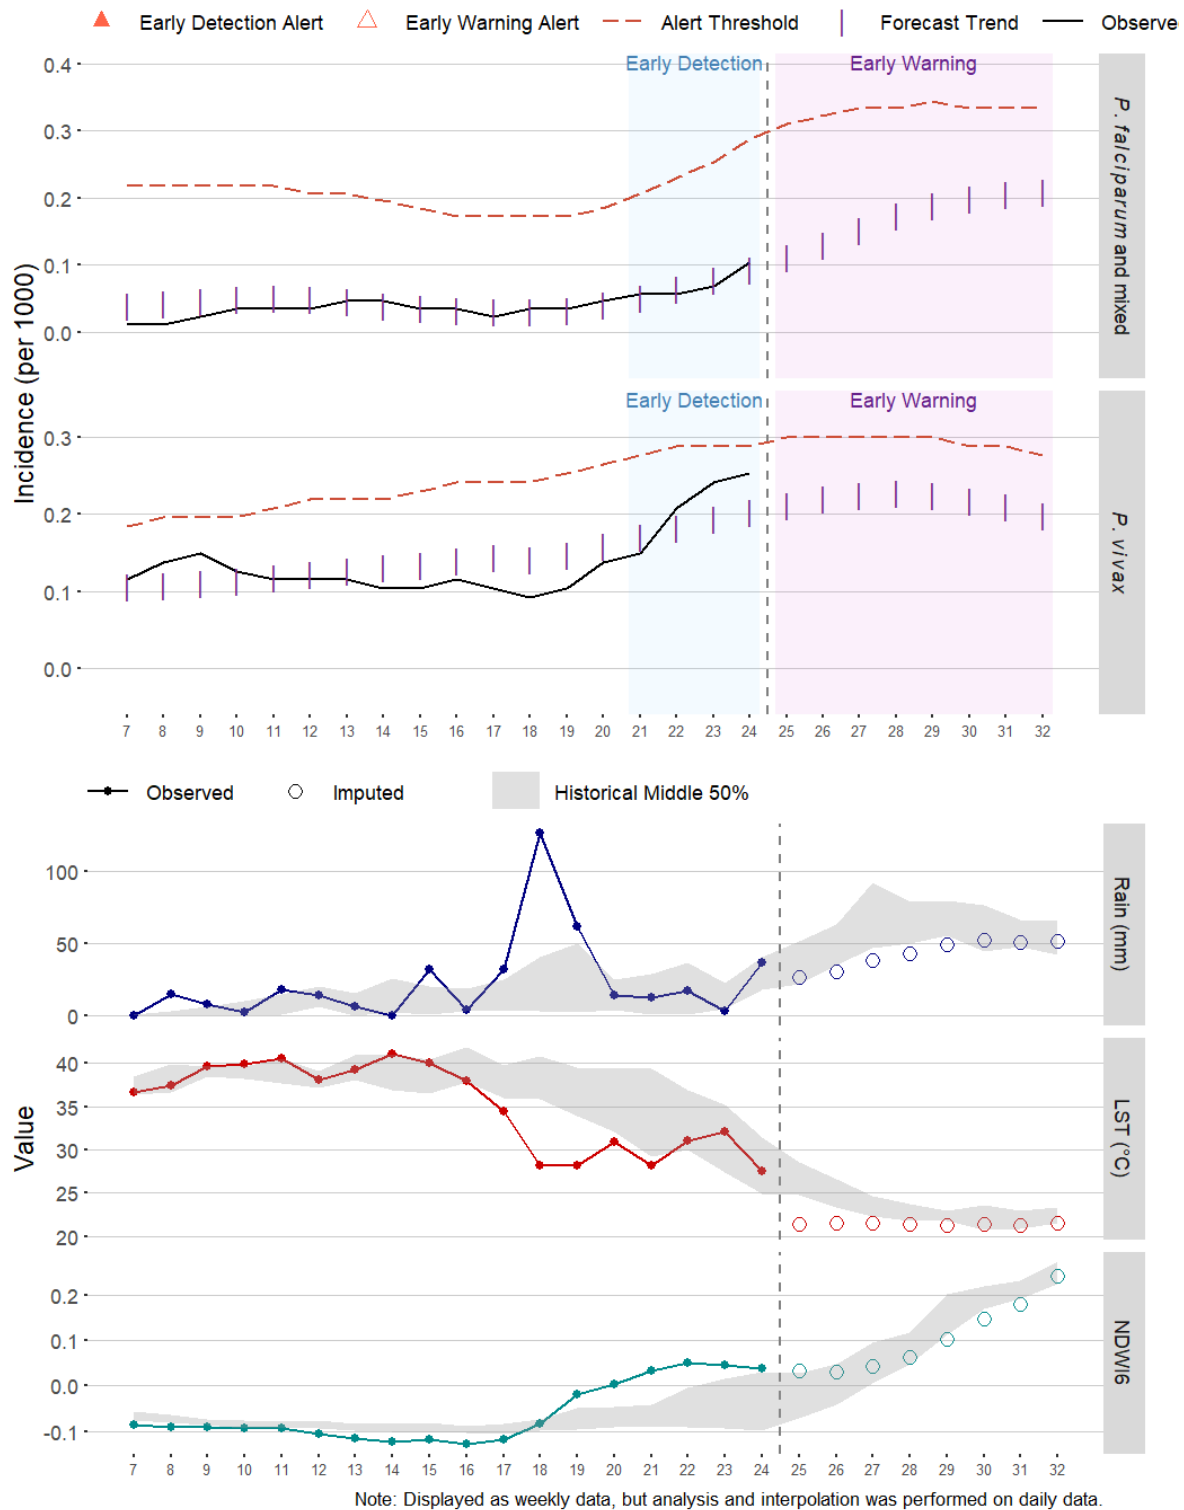 Early Detection Alert Early Warning Alert Alert Threshold Forecast Trend Observe
Early Detection Early Warning
0.4
0.3
0.2
0.1
0.0
P. falciparum and mixed
Incidence (per 1000)
Early Detection Early Warning
0.3
0.2
0.1
0.0
P. vivax
7 8 9 10 11 12 13 14 15 16 17 18 19 20 21 22 23 24 25 26 27 28 29 30 31 32
Observed Imputed Historical Middle 50%
100
50
0
Rain (mm)
Value
40
35
30
25
20
LST (°C)
0.2
0.1
0.0
-0.1
NDWI6
7 8 9 10 11 12 13 14 15 16 17 18 19 20 21 22 23 24 25 26 27 28 29 30 31 32
Note: Displayed as weekly data, but analysis and interpolation was performed on daily data.